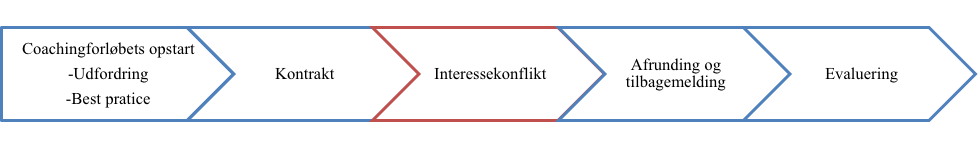 Coachingforløbets opstart
-Udfordring
-Best pratice
Kontrakt
Interessekonflikt
Afrunding og
tilbagemelding
Evaluering